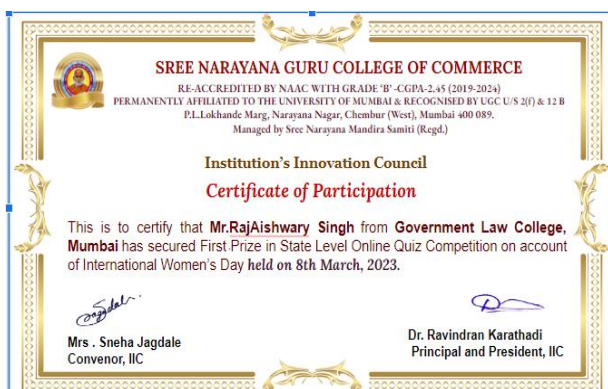 SREE NARAYANA GURU COLLEGE OF COMMERCE
RE-ACCREDITED BY NAAC WITH GRADE 'B' -CGPA-2.45 (2019-2024)
PERMANENTLY AFFILIATED TO THE UNIVERSITY OF MUMBAI & RECOGNISED BY UGC U/S 2(f) & 12 B
P.L.Lokhande Marg, Narayana Nagar, Chembur (West), Mumbai 400 089.
Managed by Sree Narayana Mandira Samiti (Regd.)
Institution's Innovation Council
Certificate of Participation
This is to certify that Mr.RajAishwary Singh from Government Law College,
Mumbai has secured First Prize in State Level Online Quiz Competition on account
of International Women's Day held on 8th March, 2023.
Mrs . Sneha Jagdale
Convenor, IIC
Dr. Ravindran Karathadi
Principal and President, IIC